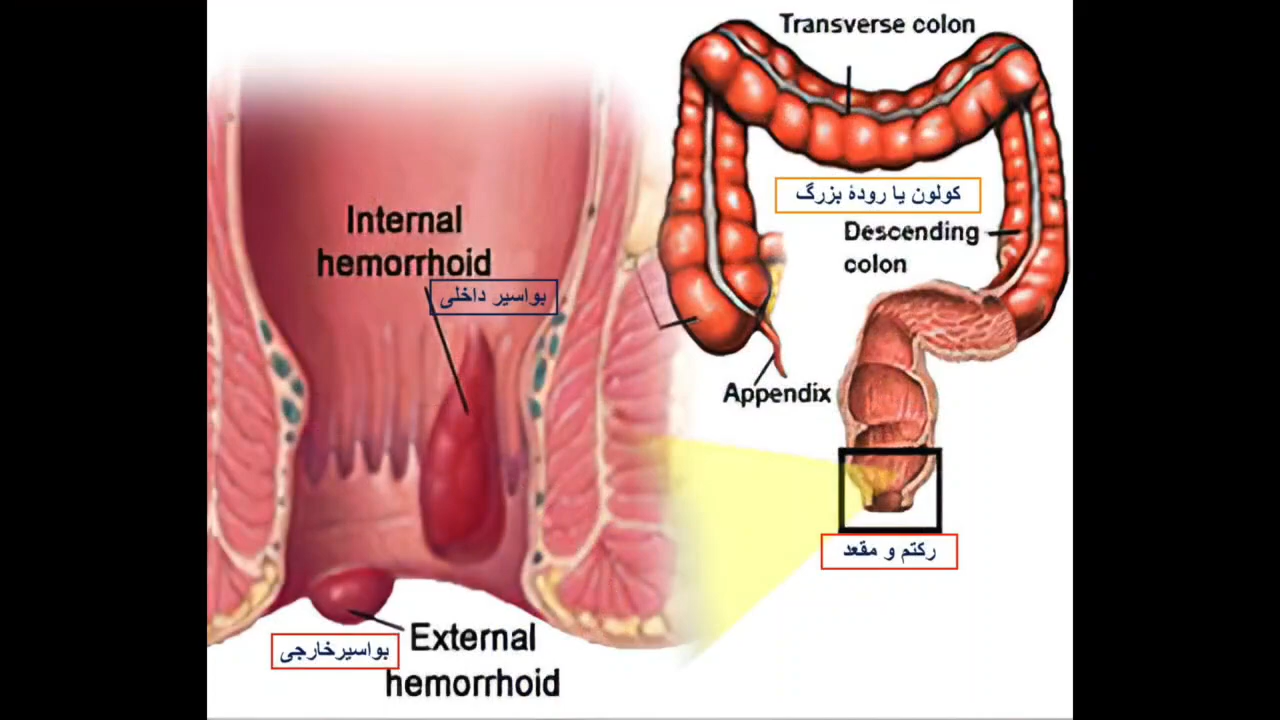 Transverse colon
کولون یا رودهٔ بزرگ
Descending
colon
Internal
hemorrhoid
بواسیر داخلی
Appendix
رکتم و مقعد
External
hemorrhoid
بواسیرخارجی